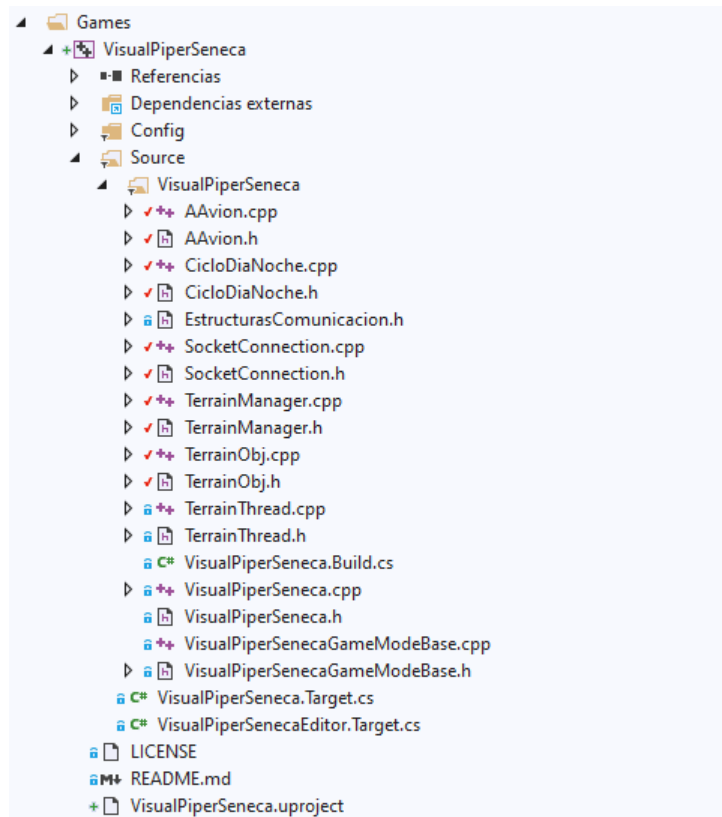 Games
VisualPiperSeneca
Referencias
Dependencias externas
Config
Source
VisualPiperSeneca
AAvion.cpp
AAvion.h
CicloDiaNoche.cpp
CicloDiaNoche.h
EstructurasComunicacion.h
SocketConnection.cpp
SocketConnection.h
TerrainManager.cpp
TerrainManager.h
TerrainObj.cpp
TerrainObj.h
TerrainThread.cpp
TerrainThread.h
C# VisualPiperSeneca.Build.cs
VisualPiperSeneca.cpp
VisualPiperSeneca.h
VisualPiperSenecaGameModeBase.cpp
VisualPiperSenecaGameModeBase.h
C# VisualPiperSeneca.Target.cs
C# VisualPiperSenecaEditor.Target.cs
LICENSE
M↓ README.md
VisualPiperSeneca.uproject